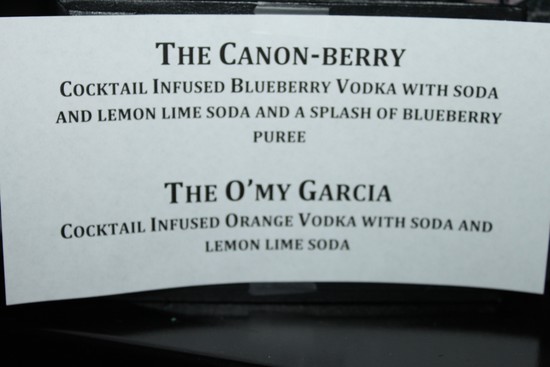 THE CANON-BERRY
COCKTAIL INFUSED BLUEBERRY VODKA WITH SODA
AND LEMON LIME SODA AND A SPLASH OF BLUEBERRY
PUREE
THE O'MY GARCIA
COCKTAIL INFUSED ORANGE VODKA WITH SODA AND
LEMON LIME SODA